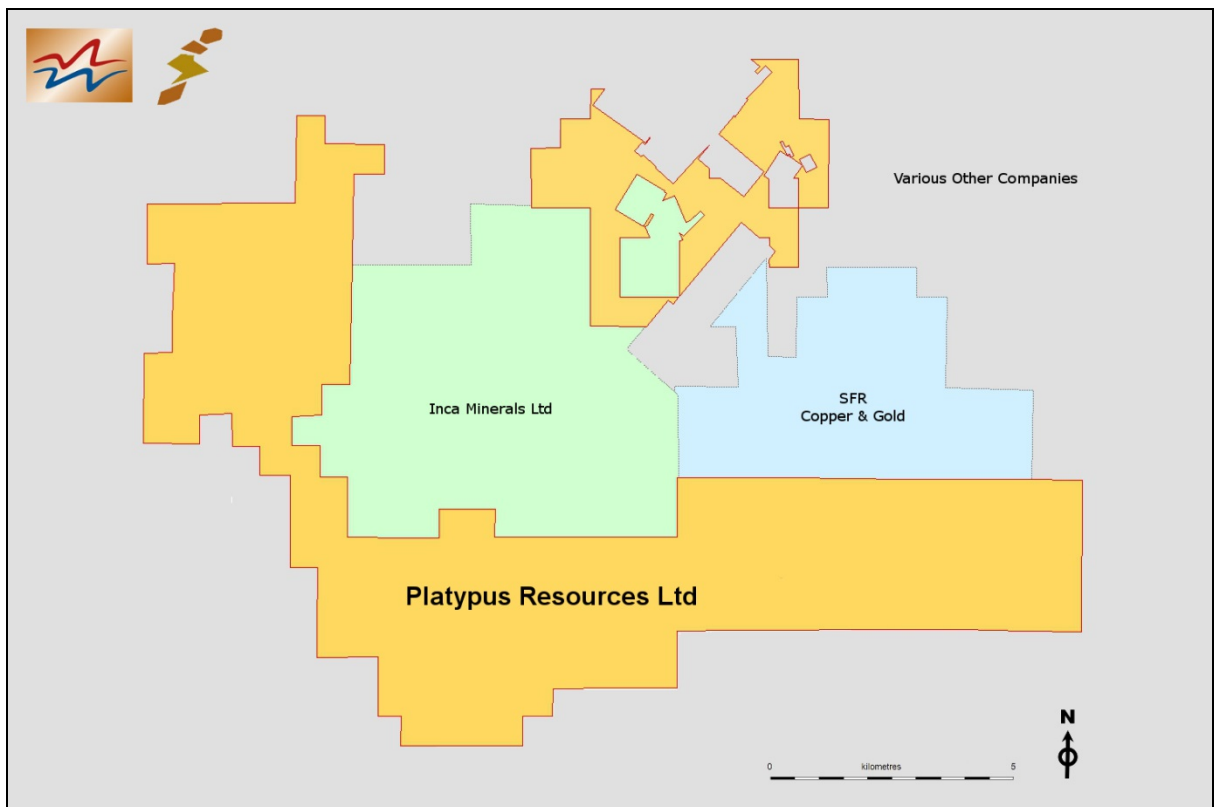 Various Other Companies
Inca Minerals Ltd
SFR
Copper & Gold
Platypus Resources Ltd
N
0 kilometres 5